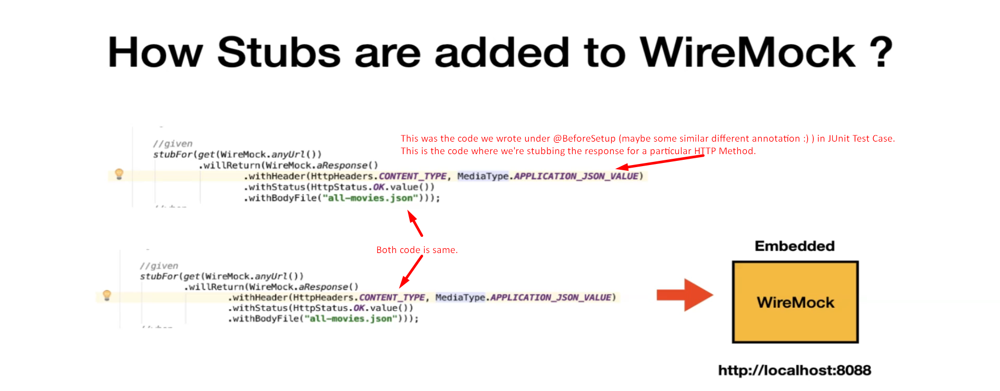 How Stubs are added to WireMock ?
This was the code we wrote under @BeforeSetup (maybe some similar different annotation :) ) in JUnit Test Case.
This is the code where we're stubbing the response for a particular HTTP Method.
//given
stubFor(get(WireMock.anyUrl())
.willReturn(WireMock.aResponse()
.withHeader(HttpHeaders.CONTENT_TYPE, MediaType.APPLICATION_JSON_VALUE)
.withStatus(HttpStatus.OK.value())
.withBodyFile("all-movies.json")));
Both code is same.
//given
stubFor(get(WireMock.anyUrl())
.willReturn(WireMock.aResponse()
.withHeader(HttpHeaders.CONTENT_TYPE, MediaType.APPLICATION_JSON_VALUE)
.withStatus(HttpStatus.OK.value())
.withBodyFile("all-movies.json")));
Embedded
WireMock
http://localhost:8088